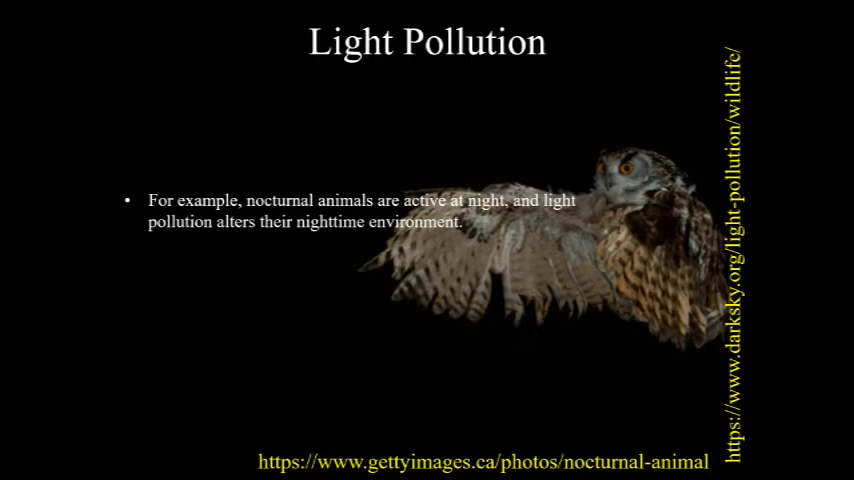 Light Pollution
• For example, nocturnal animals are active at night, and light
pollution alters their nighttime environment.
https://www.darksky.org/light-pollution/wildlife/
https://www.gettyimages.ca/photos/nocturnal-animal